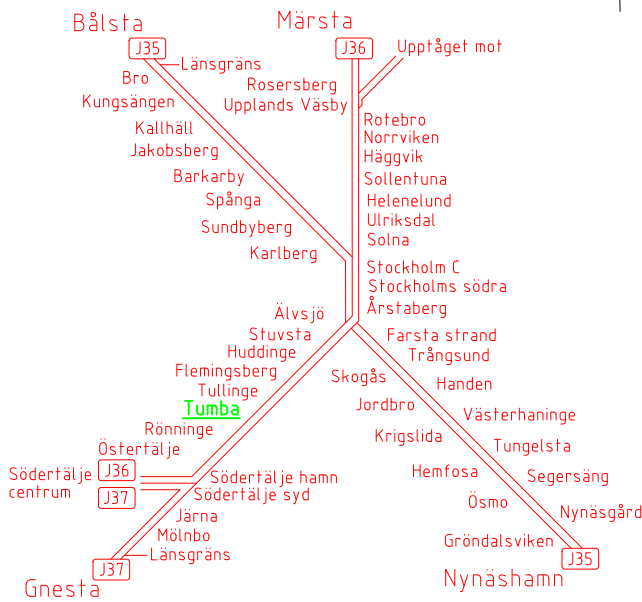 Bålsta
Märsta
J35
J36
Upptåget mot
Länsgräns
Bro
Rosersberg
Kungsängen
Upplands Väsby
Kallhäll
Rotebro
Norrviken
Jakobsberg
Häggvik
Barkarby
Sollentuna
Spånga
Helenelund
Ulriksdal
Sundbyberg
Solna
Karlberg
Stockholm C
Stockholms södra
Årstaberg
Älvsjö
Stuvsta
Farsta strand
Huddinge
Trångsund
Flemingsberg
Skogås
Handen
Tullinge
Tumba
Jordbro
Västerhaninge
Rönninge
Krigslida
Tungelsta
Östertälje
Södertälje
centrum
J36
J37
Södertälje hamn
Södertälje syd
Hemfosa
Segersäng
Järna
Ösmo
Nynäsgård
Mölnbo
Länsgräns
Gröndalsviken
J37
J35
Gnesta
Nynäshamn